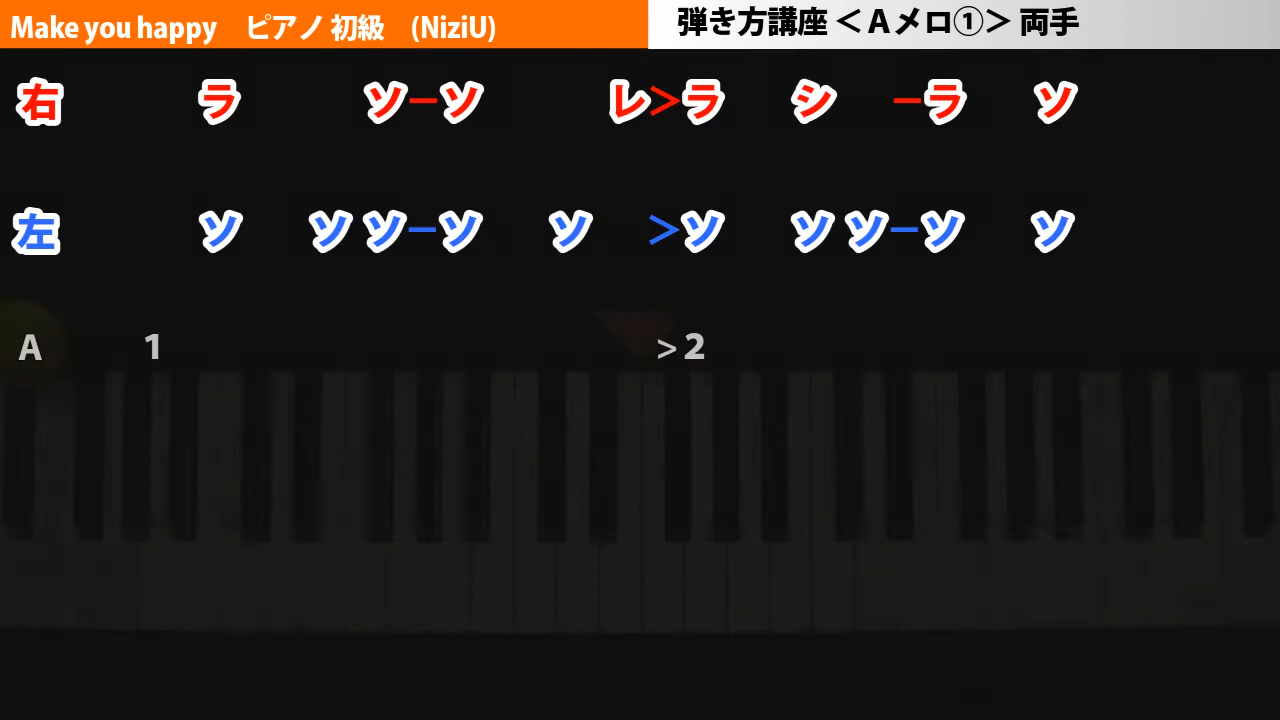 Make you happy　ピアノ 初級　(NiziU)
弾き方講座 ＜Ａメロ①＞ 両手
右 ラ ソーソ レ＞ラ シ ーラ ソ
左 ソ ソ ソーソ ソ ＞ソ ソ ソーソ ソ
A 1 > 2